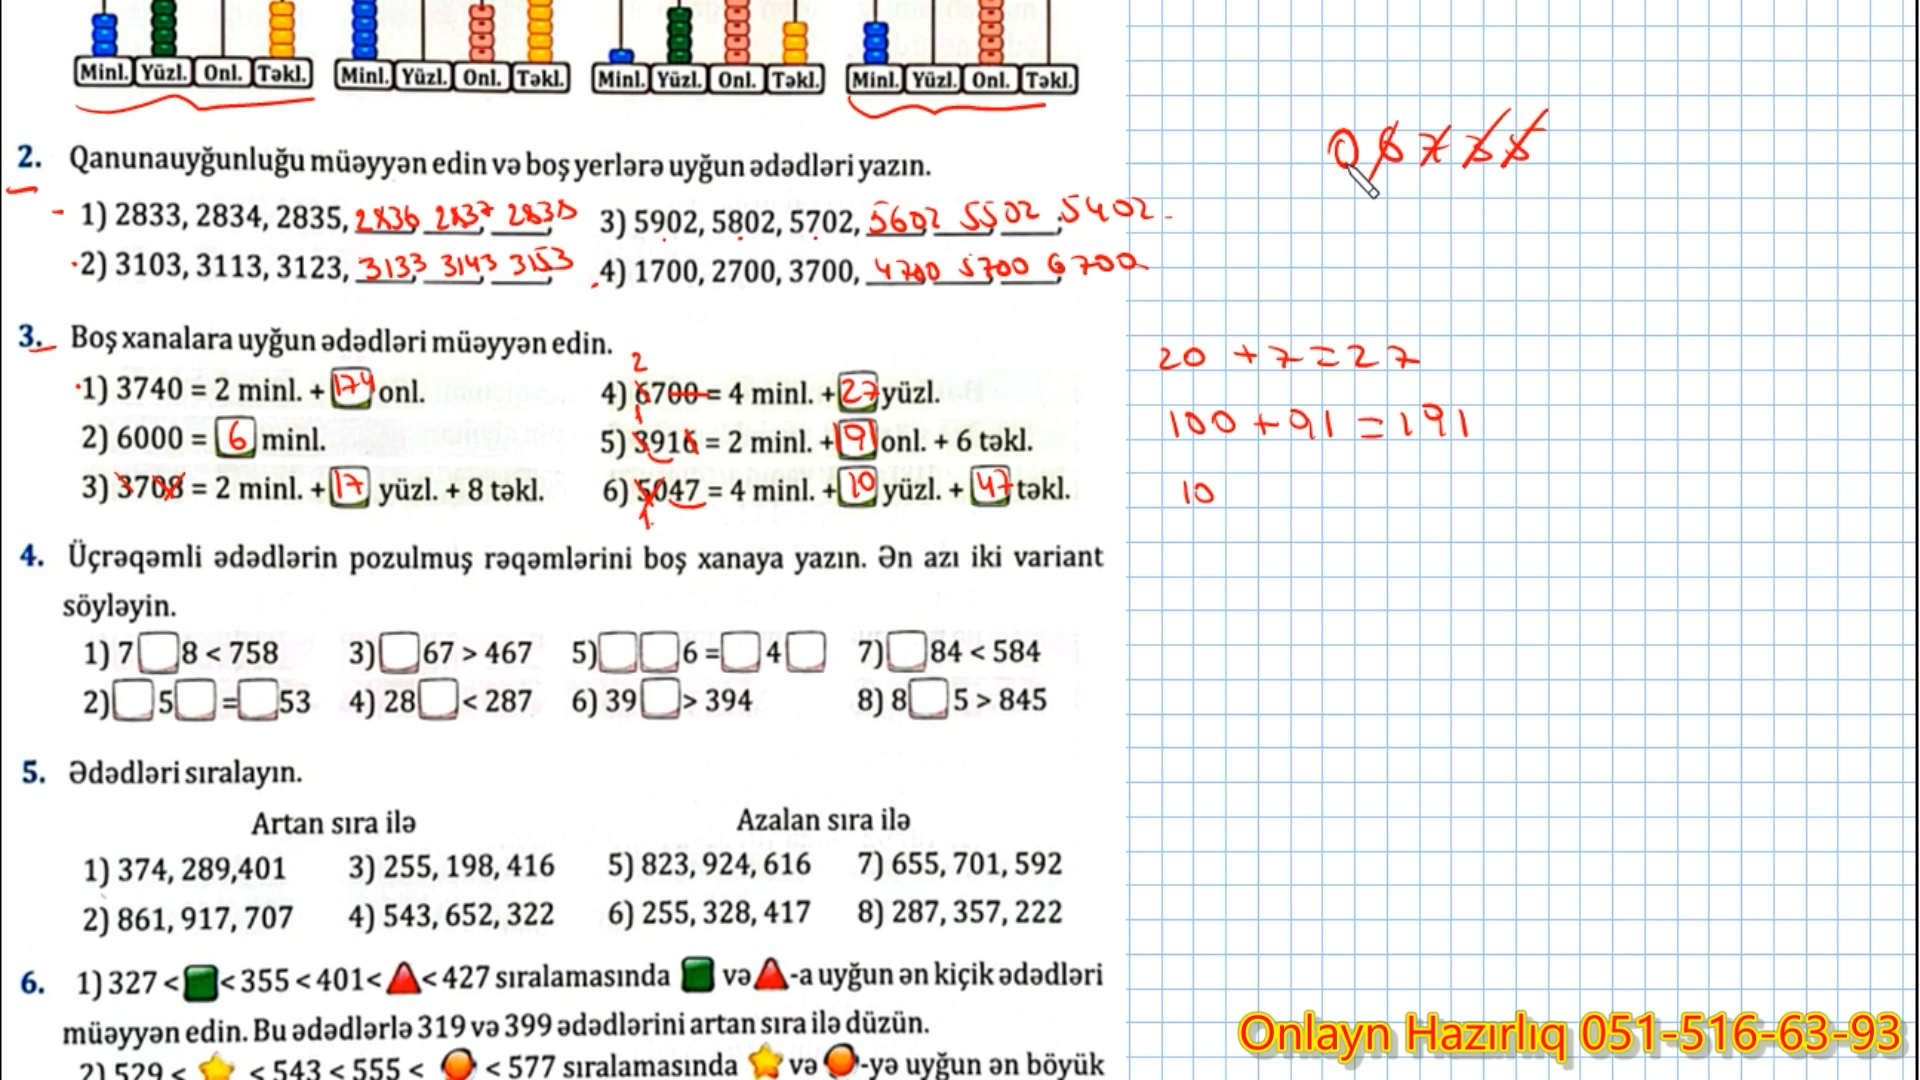 Minl. Yüzl. Onl. Təkl. Minl. Yüzl. Onl. Təkl. Minl. Yüzl. Onl. Təkl. Minl. Yüzl. Onl. Təkl.
2. Qanunauyğunluğu müəyyən edin və boş yerlərə uyğun ədədləri yazın.
1) 2833, 2834, 2835, 2836 2837 2838 3) 5902, 5802, 5702, 5602 5502 5402
2) 3103, 3113, 3123, 3133 3143 3153 4) 1700, 2700, 3700, 4700 5700 6700
3. Boş xanalara uyğun ədədləri müəyyən edin.
2
20 + 7 = 27
1) 3740 = 2 minl. + 174 onl. 4) 6700 = 4 minl. + 27 yüzl.
1
100 + 91 = 191
2) 6000 = 6 minl. 5) 3916 = 2 minl. + 191 onl. + 6 təkl.
3) 3708 = 2 minl. + 17 yüzl. + 8 təkl. 6) 5047 = 4 minl. + 10 yüzl. + 47 təkl.
1
10
4. Üçrəqəmli ədədlərin pozulmuş rəqəmlərini boş xanaya yazın. Ən azı iki variant
söyləyin.
1) 7 8 < 758 3) 67 > 467 5) 6 = 4 7) 84 < 584
2) 5 = 53 4) 28 < 287 6) 39 > 394 8) 8 5 > 845
5. Ədədləri sıralayın.
Artan sıra ilə Azalan sıra ilə
1) 374, 289,401 3) 255, 198, 416 5) 823, 924, 616 7) 655, 701, 592
2) 861, 917, 707 4) 543, 652, 322 6) 255, 328, 417 8) 287, 357, 222
6. 1) 327 < < 355 < 401< < 427 sıralamasında və -a uyğun ən kiçik ədədləri
müəyyən edin. Bu ədədlərlə 319 və 399 ədədlərini artan sıra ilə düzün.
2) 529 < < 543 < 555 < < 577 sıralamasında və -yə uyğun ən böyük
Onlayn Hazırlıq 051-516-63-93